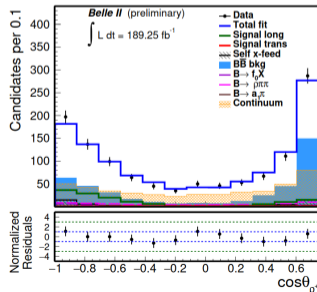 Belle II (preliminary)
∫ L dt = 189.25 fb⁻¹
Data
Total fit
Signal long
Signal trans
Self x-feed
BB̄ bkg
B→ f₀X
B→ ρππ
B→ a₁π
Continuum
Candidates per 0.1
400
350
300
250
200
150
100
50
Normalized
Residuals
4
2
0
-2
-4
-1 -0.8 -0.6 -0.4 -0.2 0 0.2 0.4 0.6
cosθ